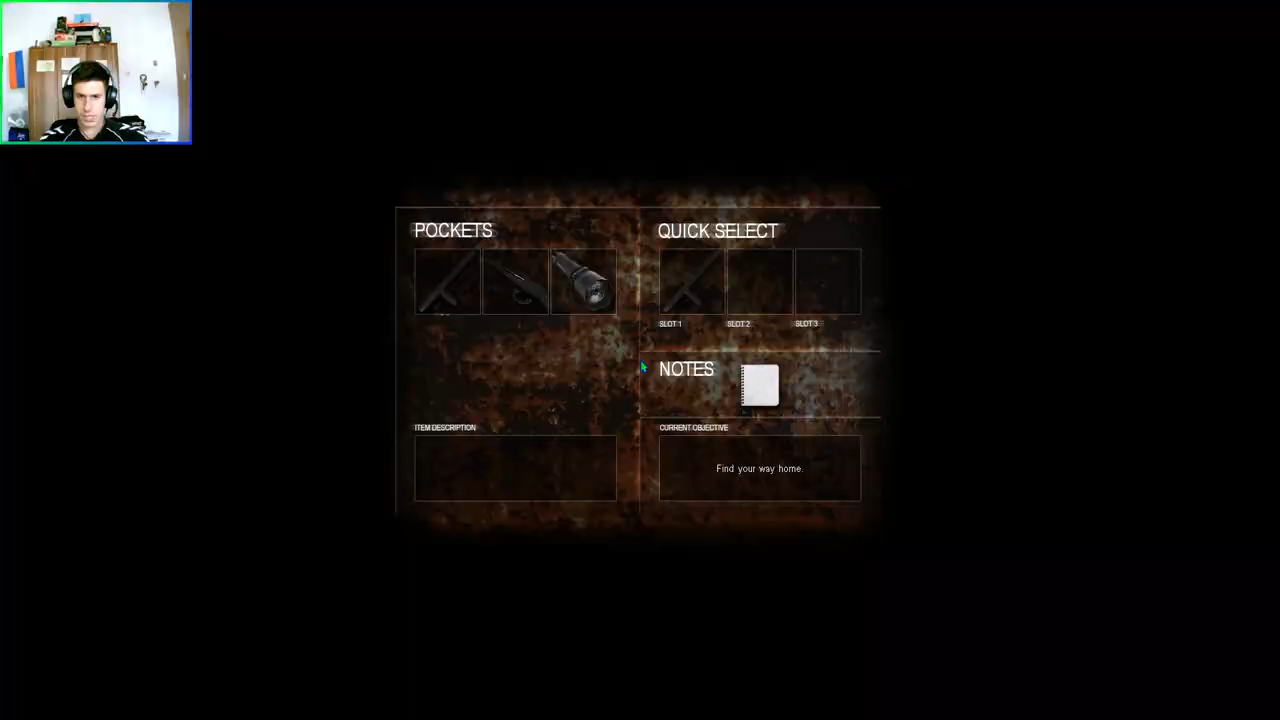 POCKETS
QUICK SELECT
SLOT 1
SLOT 2
SLOT 3
NOTES
ITEM DESCRIPTION
CURRENT OBJECTIVE
Find your way home.